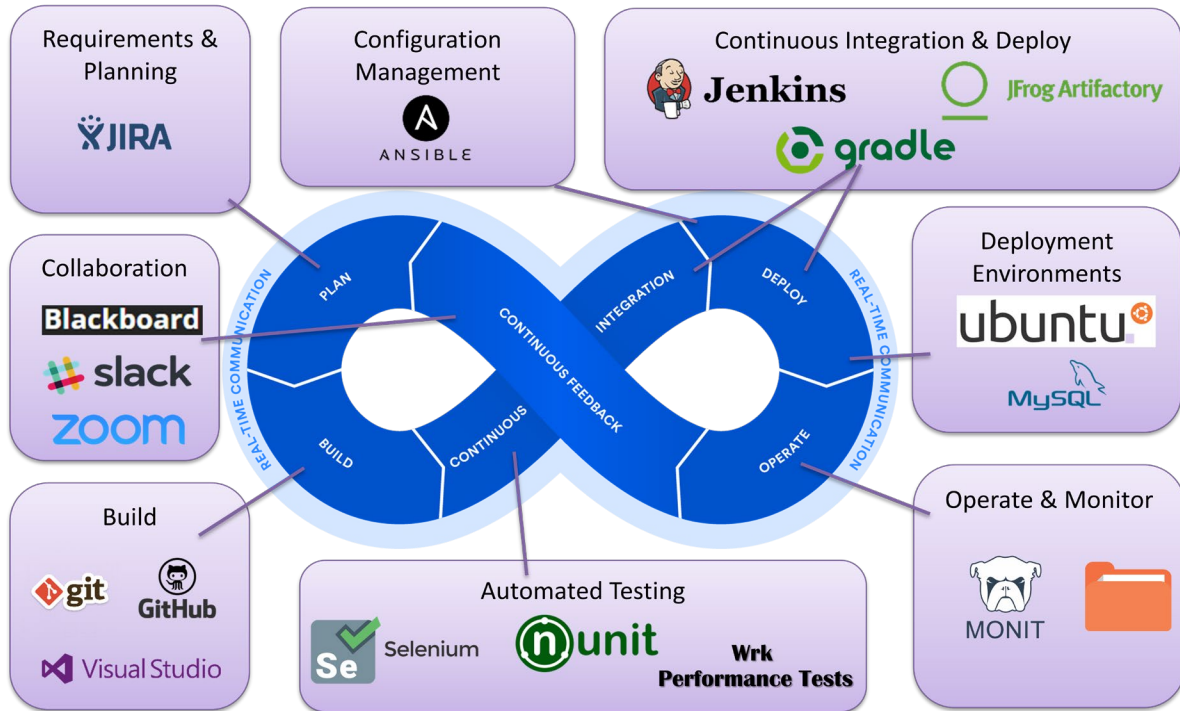 Requirements &
Planning
JIRA
Configuration
Management
ANSIBLE
Continuous Integration & Deploy
Jenkins
JFrog Artifactory
gradle
Collaboration
Blackboard
slack
zoom
Deployment
Environments
ubuntu
MySQL
REAL-TIME COMMUNICATION
PLAN
BUILD
CONTINUOUS
INTEGRATION
CONTINUOUS FEEDBACK
DEPLOY
OPERATE
REAL-TIME COMMUNICATION
Build
git
GitHub
Visual Studio
Automated Testing
Se
Selenium
nunit
Wrk
Performance Tests
Operate & Monitor
MONIT